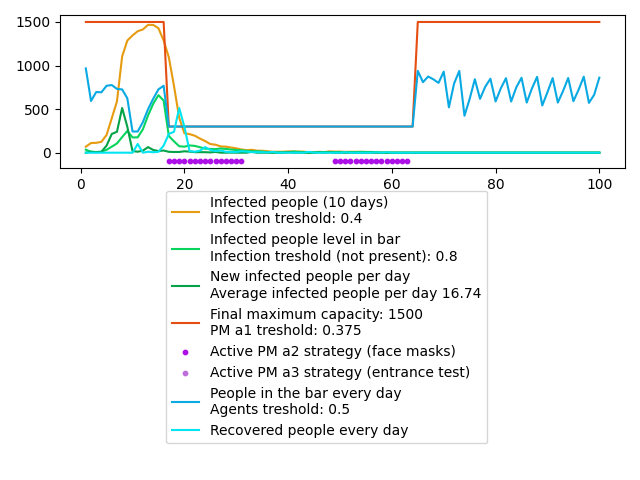 1500
1000
500
0
0
20
40
60
80
100
Infected people (10 days)
Infection treshold: 0.4
Infected people level in bar
Infection treshold (not present): 0.8
New infected people per day
Average infected people per day 16.74
Final maximum capacity: 1500
PM a1 treshold: 0.375
Active PM a2 strategy (face masks)
Active PM a3 strategy (entrance test)
People in the bar every day
Agents treshold: 0.5
Recovered people every day